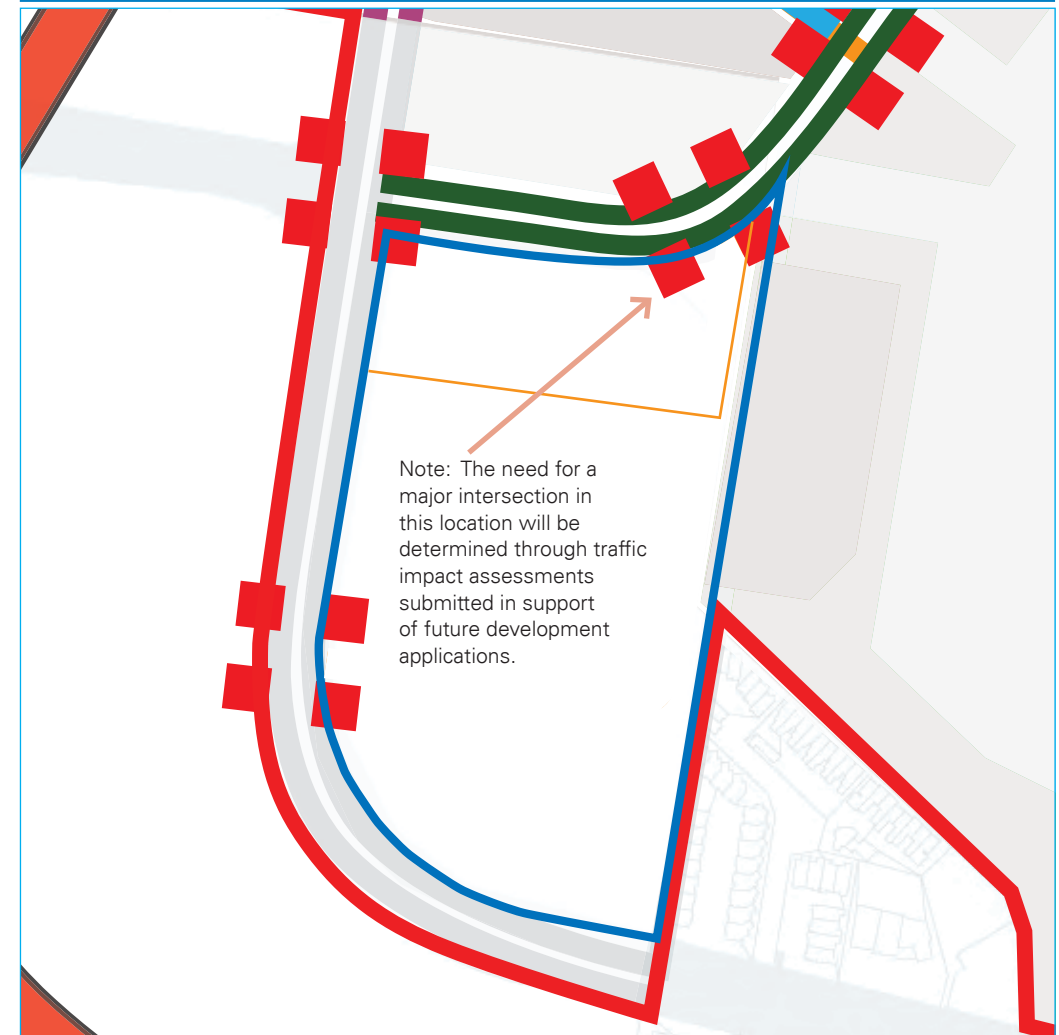 Note: The need for a
major intersection in
this location will be
determined through traffic
impact assessments
submitted in support
of future development
applications.